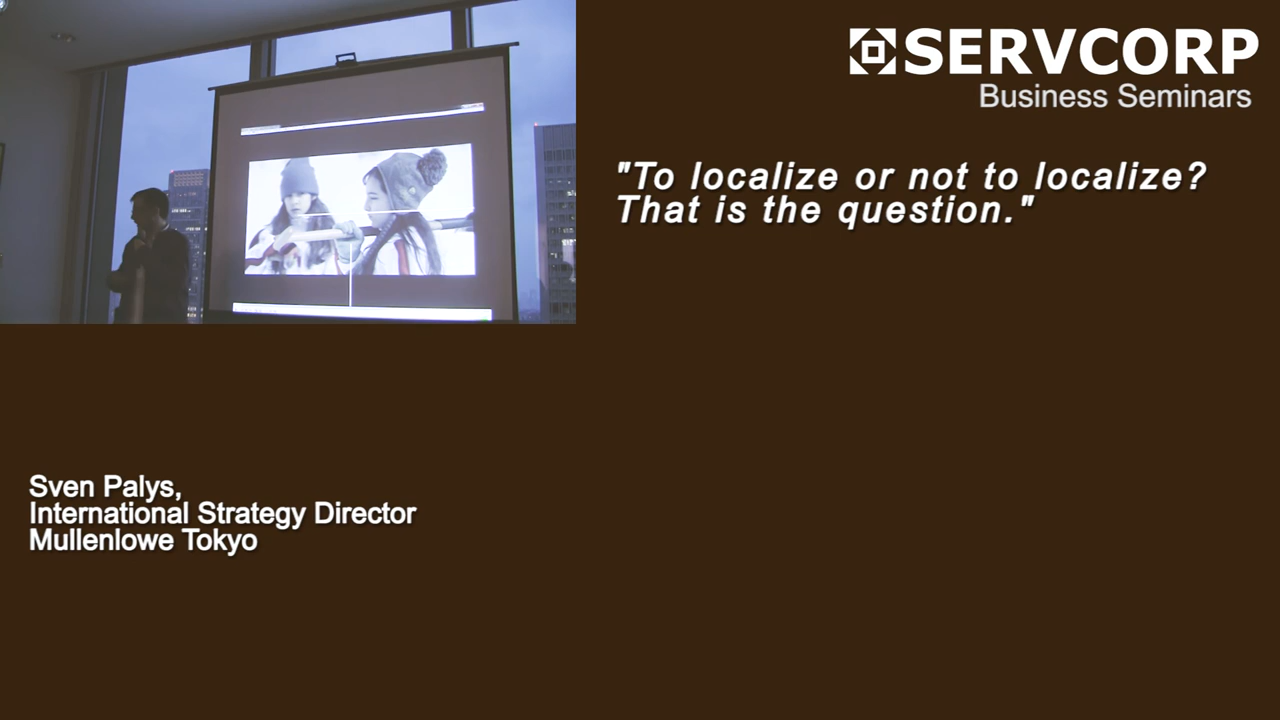 SERVCORP
Business Seminars
"To localize or not to localize?
That is the question."
Sven Palys,
International Strategy Director
Mullenlowe Tokyo